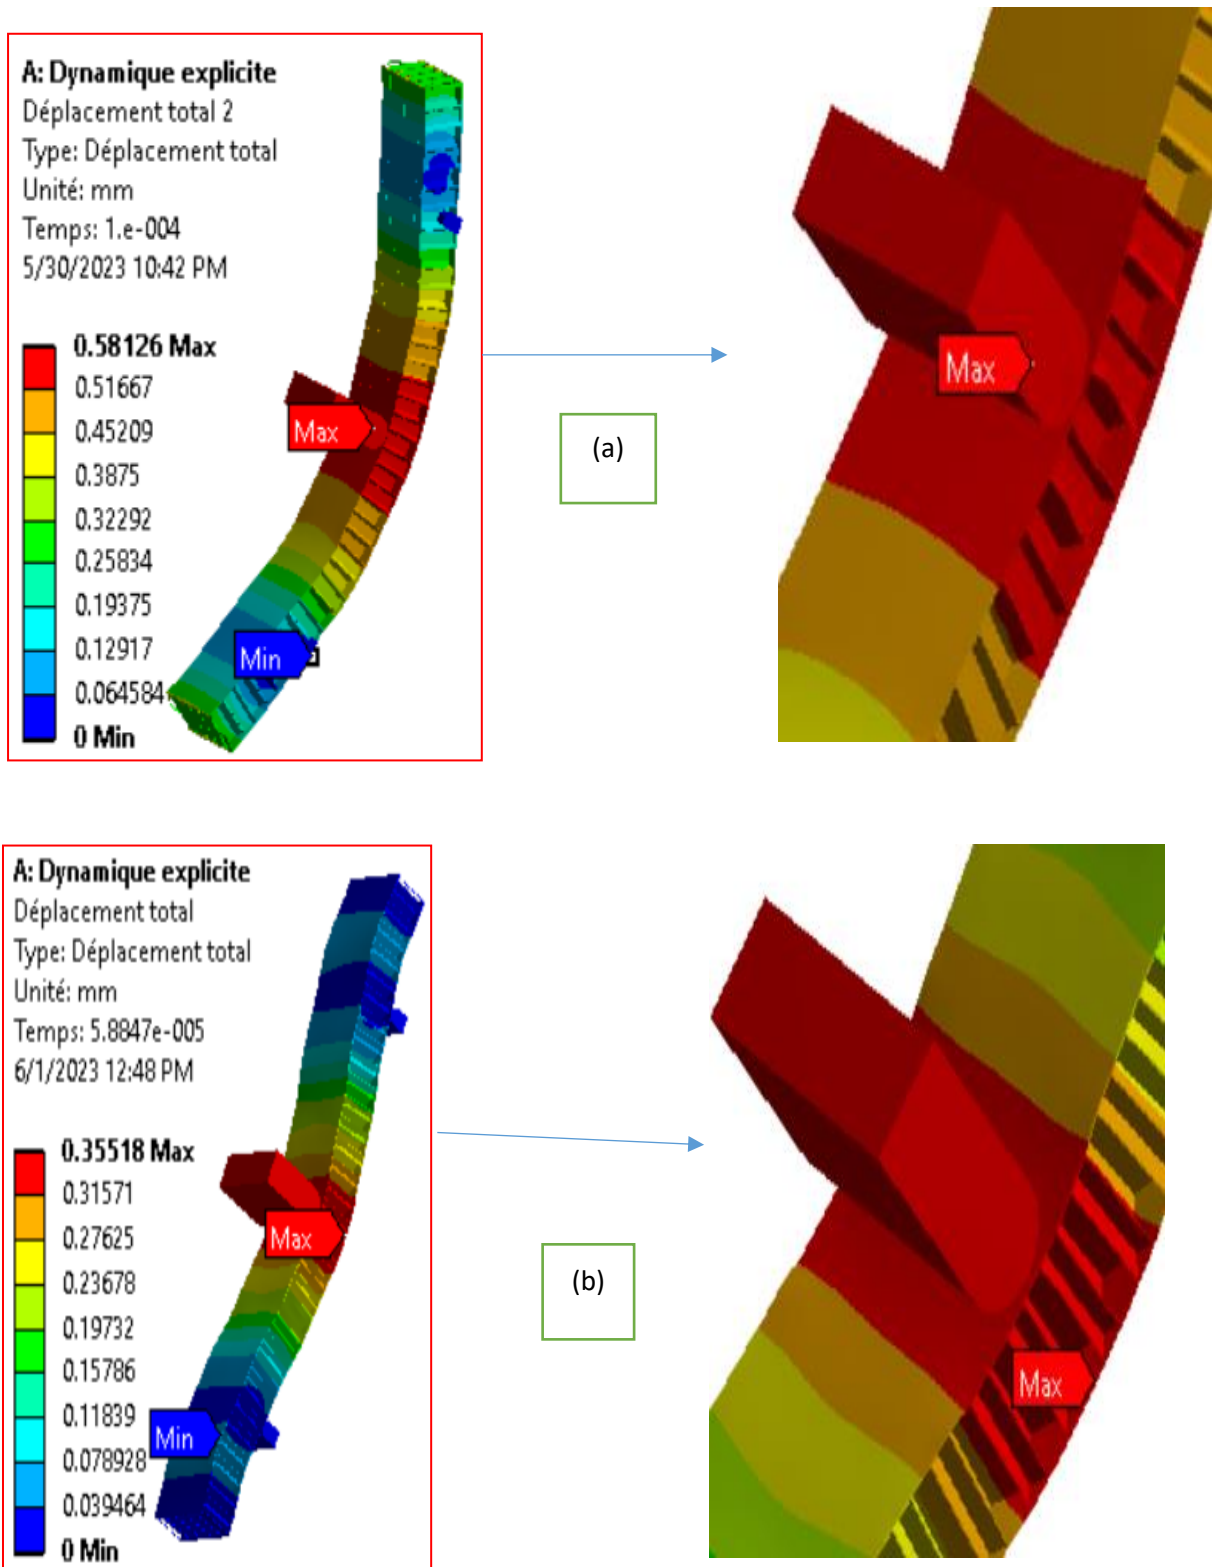 A: Dynamique explicite
Déplacement total 2
Type: Déplacement total
Unité: mm
Temps: 1.e-004
5/30/2023 10:42 PM
0.58126 Max
0.51667
0.45209
0.3875
0.32292
0.25834
0.19375
0.12917
0.064584
0 Min
Max
Min
(a)
Max
A: Dynamique explicite
Déplacement total
Type: Déplacement total
Unité: mm
Temps: 5.8847e-005
6/1/2023 12:48 PM
0.35518 Max
0.31571
0.27625
0.23678
0.19732
0.15786
0.11839
0.078928
0.039464
0 Min
Max
Min
(b)
Max